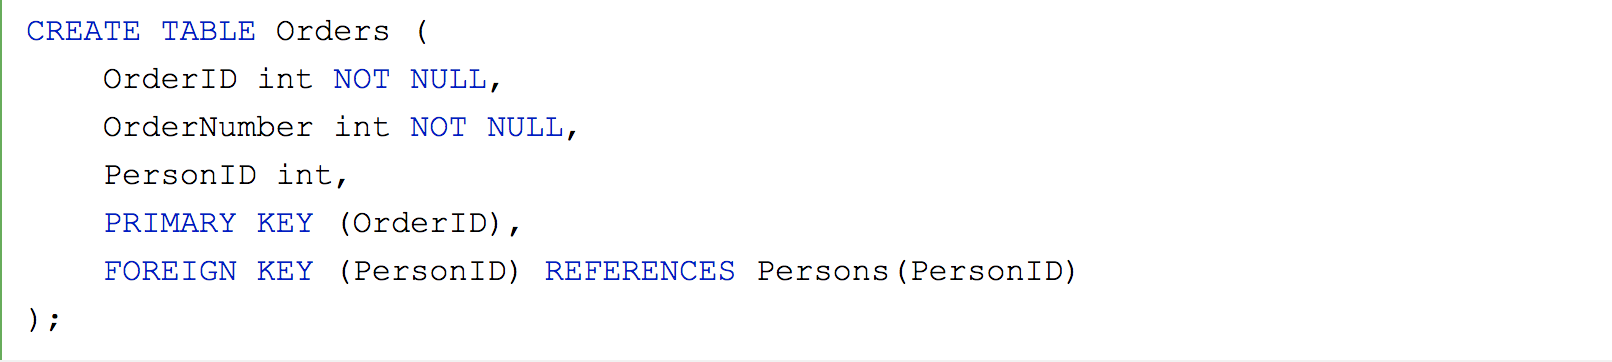 CREATE TABLE Orders (
    OrderID int NOT NULL,
    OrderNumber int NOT NULL,
    PersonID int,
    PRIMARY KEY (OrderID),
    FOREIGN KEY (PersonID) REFERENCES Persons(PersonID)
);